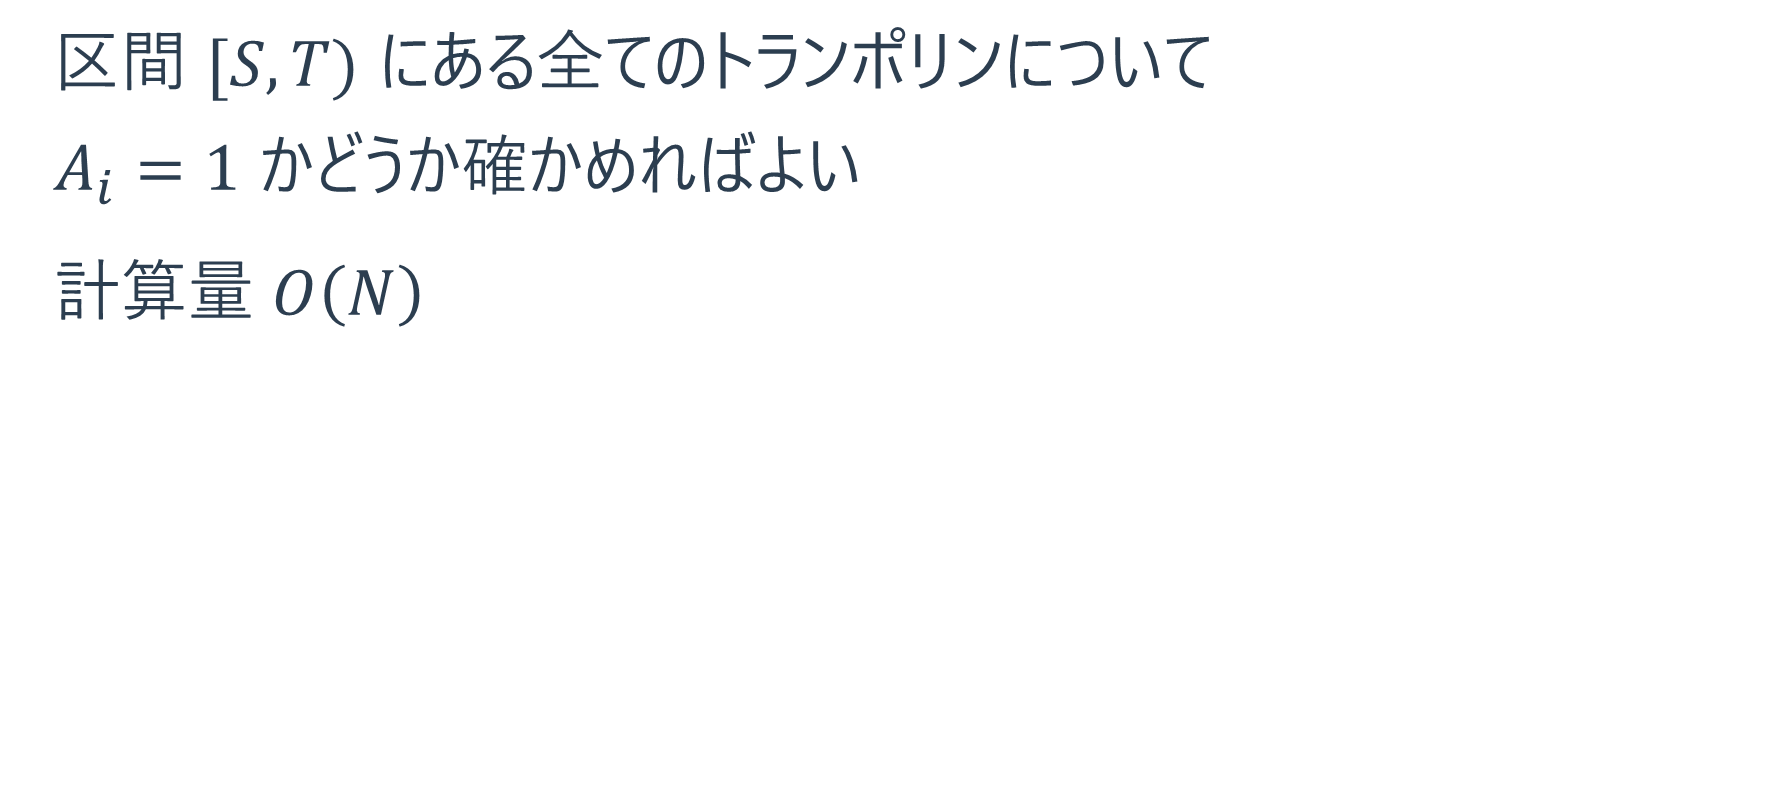 区間 [S, T) にある全てのトランポリンについて
A_i = 1 かどうか確かめればよい
計算量 O(N)